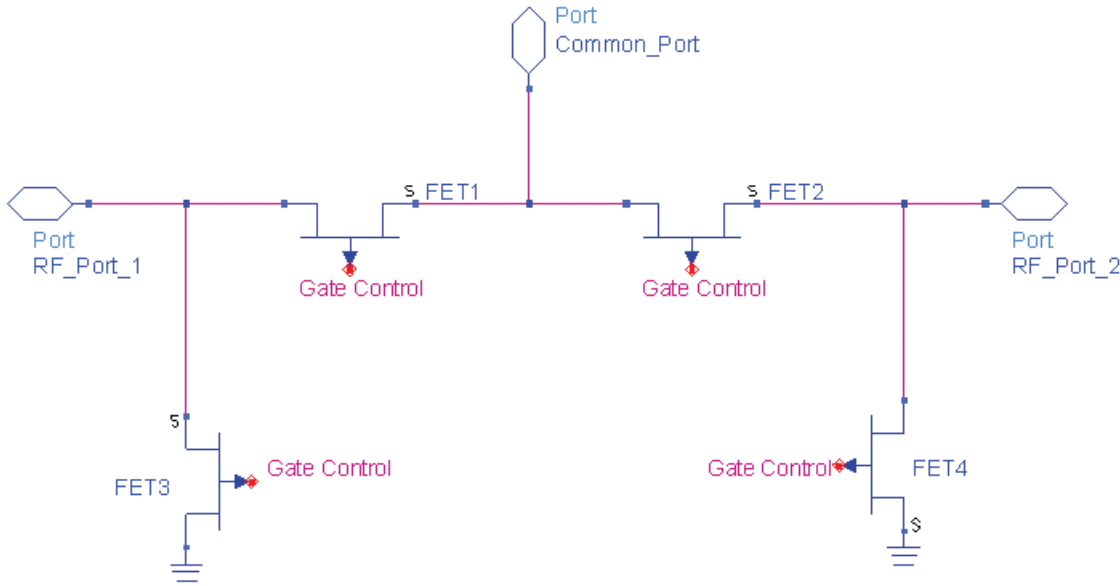 Port
Common_Port
S FET1
S FET2
Port
RF_Port_1
Port
RF_Port_2
Gate Control
Gate Control
S
Gate Control
FET3
Gate Control
FET4
S